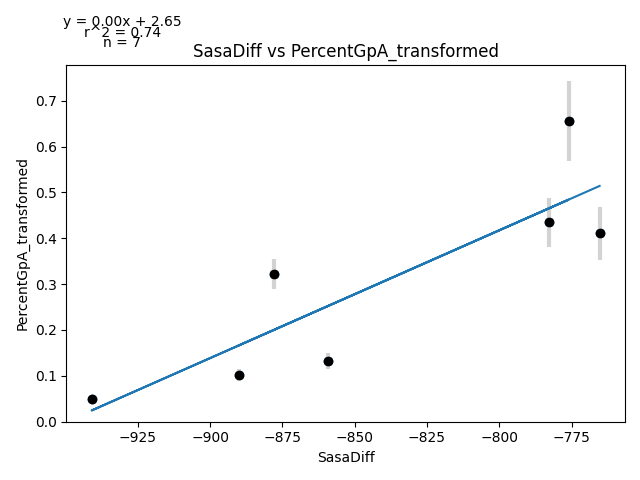 y = 0.00x + 2.65
r^2 = 0.74
n = 7
SasaDiff vs PercentGpA_transformed
PercentGpA_transformed
0.7
0.6
0.5
0.4
0.3
0.2
0.1
0.0
−925
−900
−875
−850
−825
−800
−775
SasaDiff